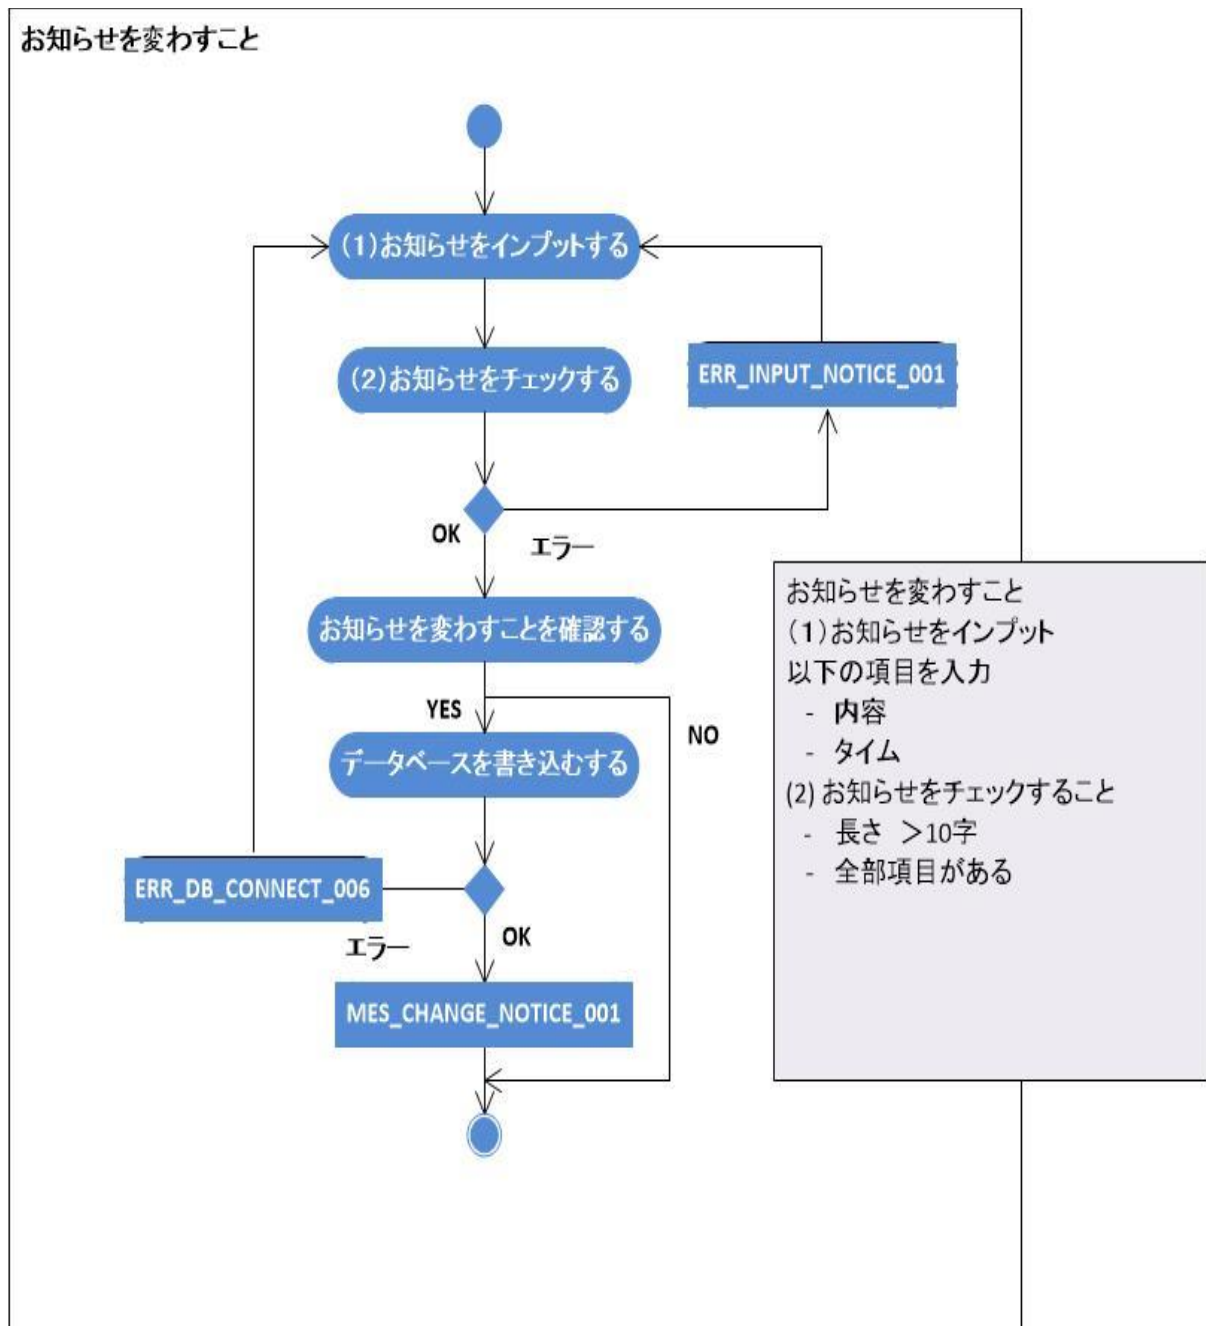 お知らせを変わすこと
(1)お知らせをインプットする
(2)お知らせをチェックする
ERR_INPUT_NOTICE_001
OK
エラー
お知らせを変わすことを確認する
YES
NO
データベースを書き込むする
ERR_DB_CONNECT_006
エラー
OK
MES_CHANGE_NOTICE_001
お知らせを変わすこと
(1)お知らせをインプット
以下の項目を入力
- 内容
- タイム
(2) お知らせをチェックすること
- 長さ ＞10字
- 全部項目がある